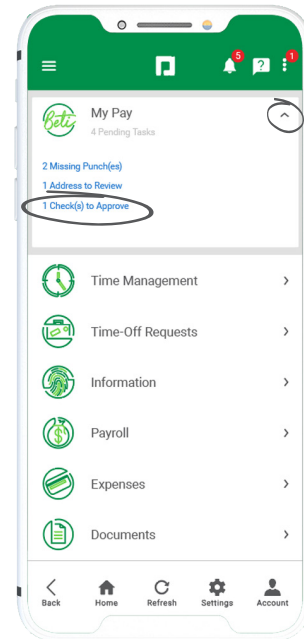 5
?
1
Beti
My Pay
4 Pending Tasks
2 Missing Punch(es)
1 Address to Review
1 Check(s) to Approve
Time Management
Time-Off Requests
Information
$
Payroll
Expenses
Documents
Back Home Refresh Settings Account